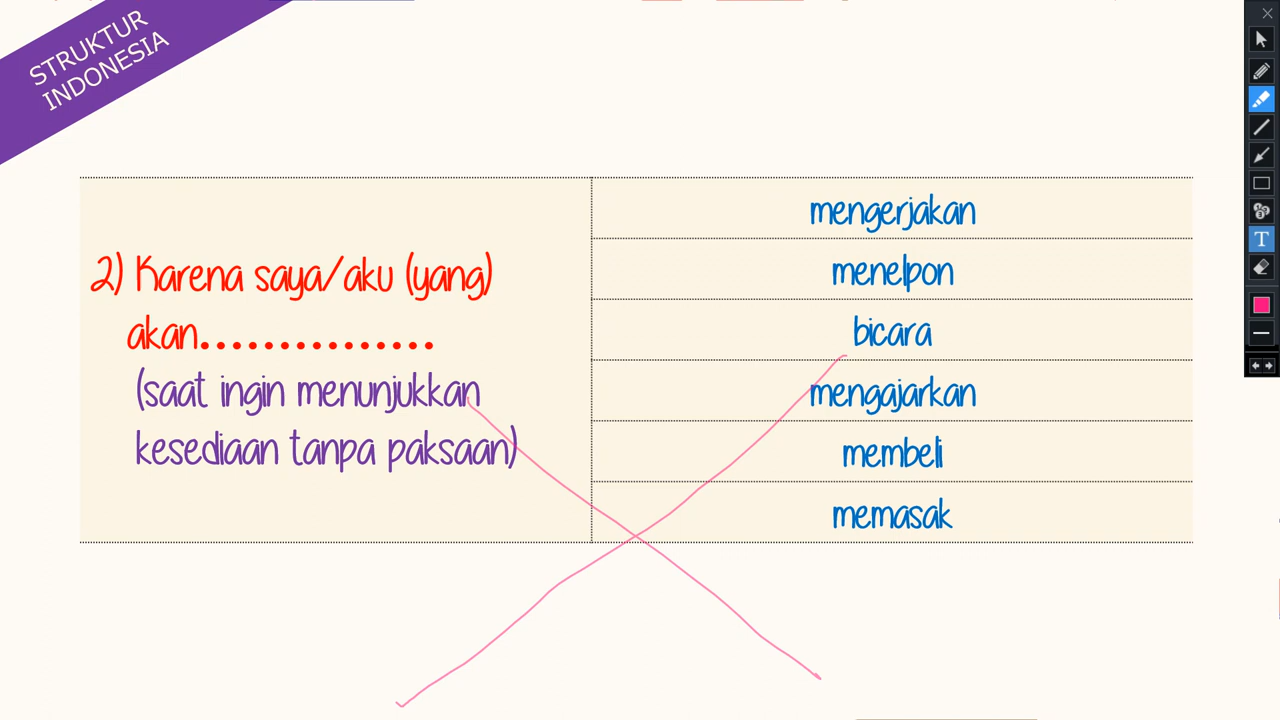 STRUKTUR
INDONESIA
2) Karena saya/aku (yang)
akan...............
(saat ingin menunjukkan
kesediaan tanpa paksaan)
mengerjakan
menelpon
bicara
mengajarkan
membeli
memasak
T